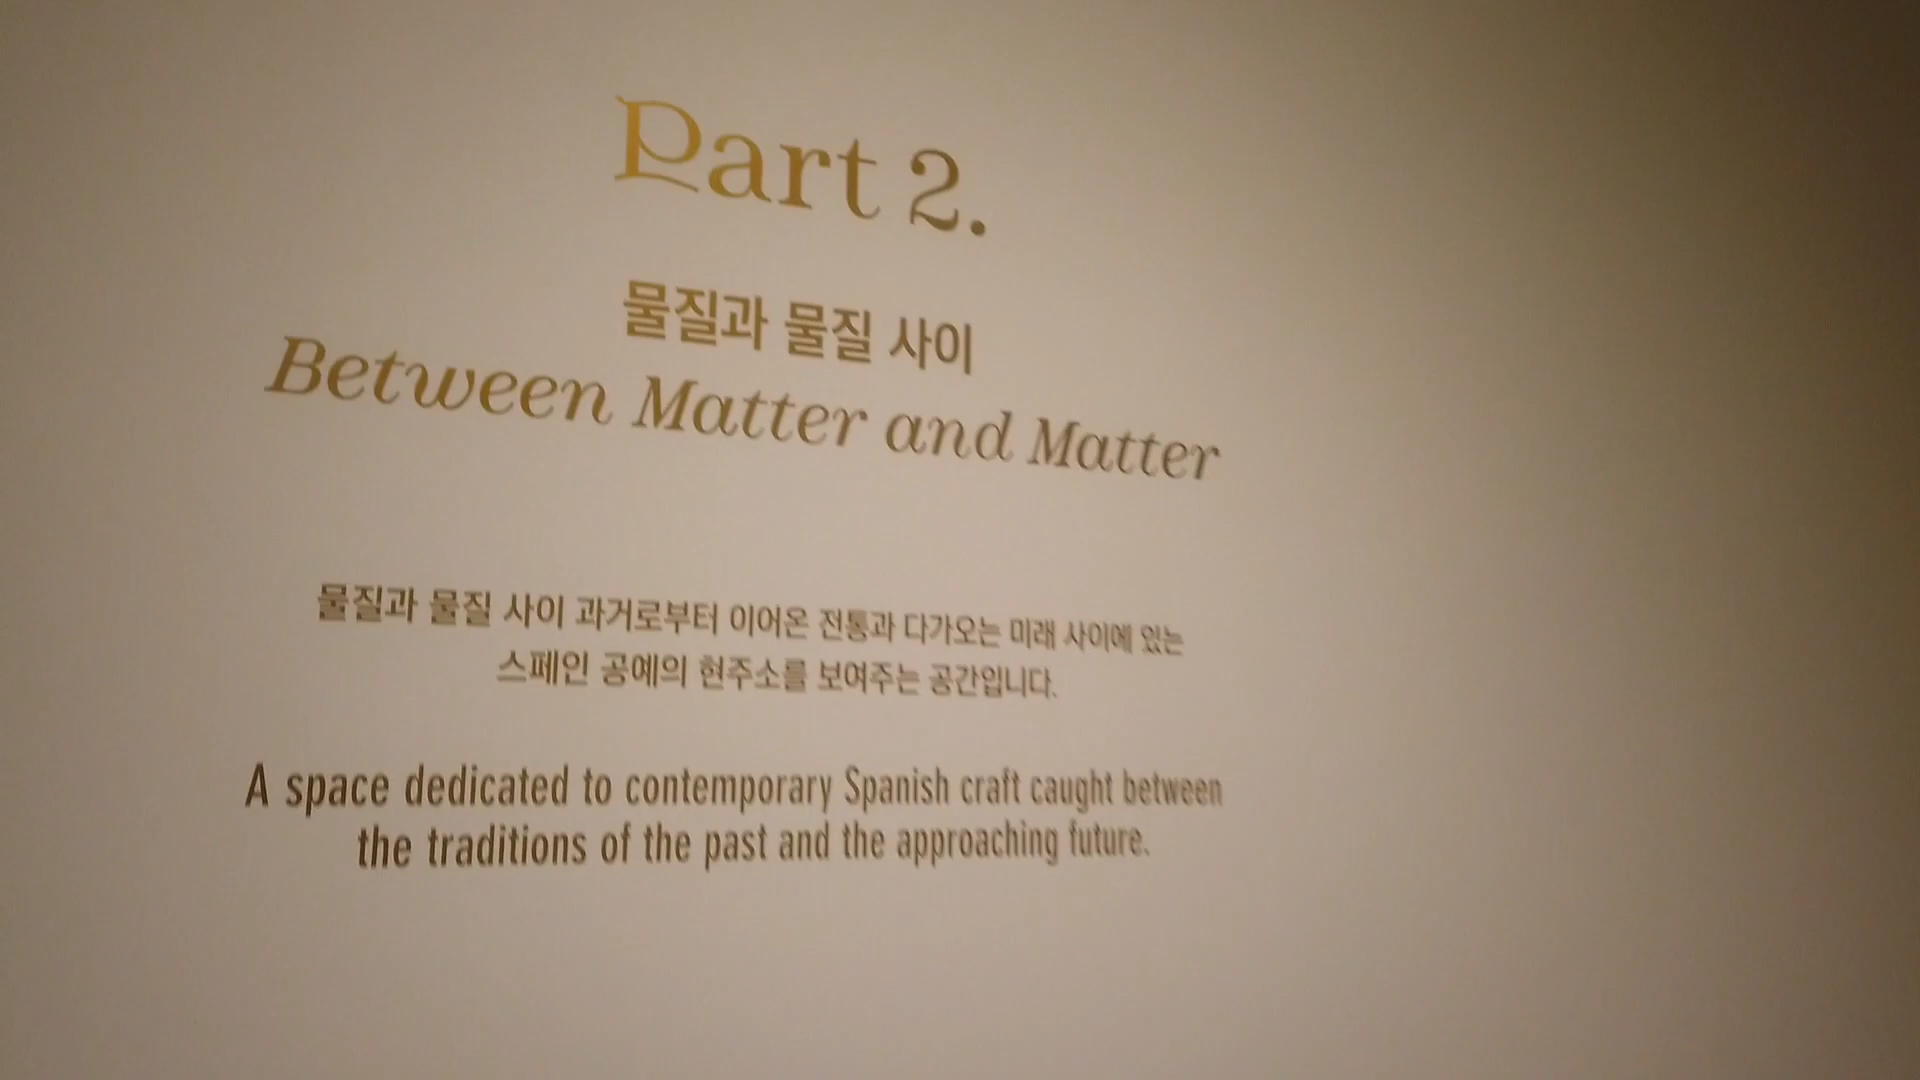 Part 2.
물질과 물질 사이
Between Matter and Matter
물질과 물질 사이 과거로부터 이어온 전통과 다가오는 미래 사이에 있는
스페인 공예의 현주소를 보여주는 공간입니다.
A space dedicated to contemporary Spanish craft caught between
the traditions of the past and the approaching future.